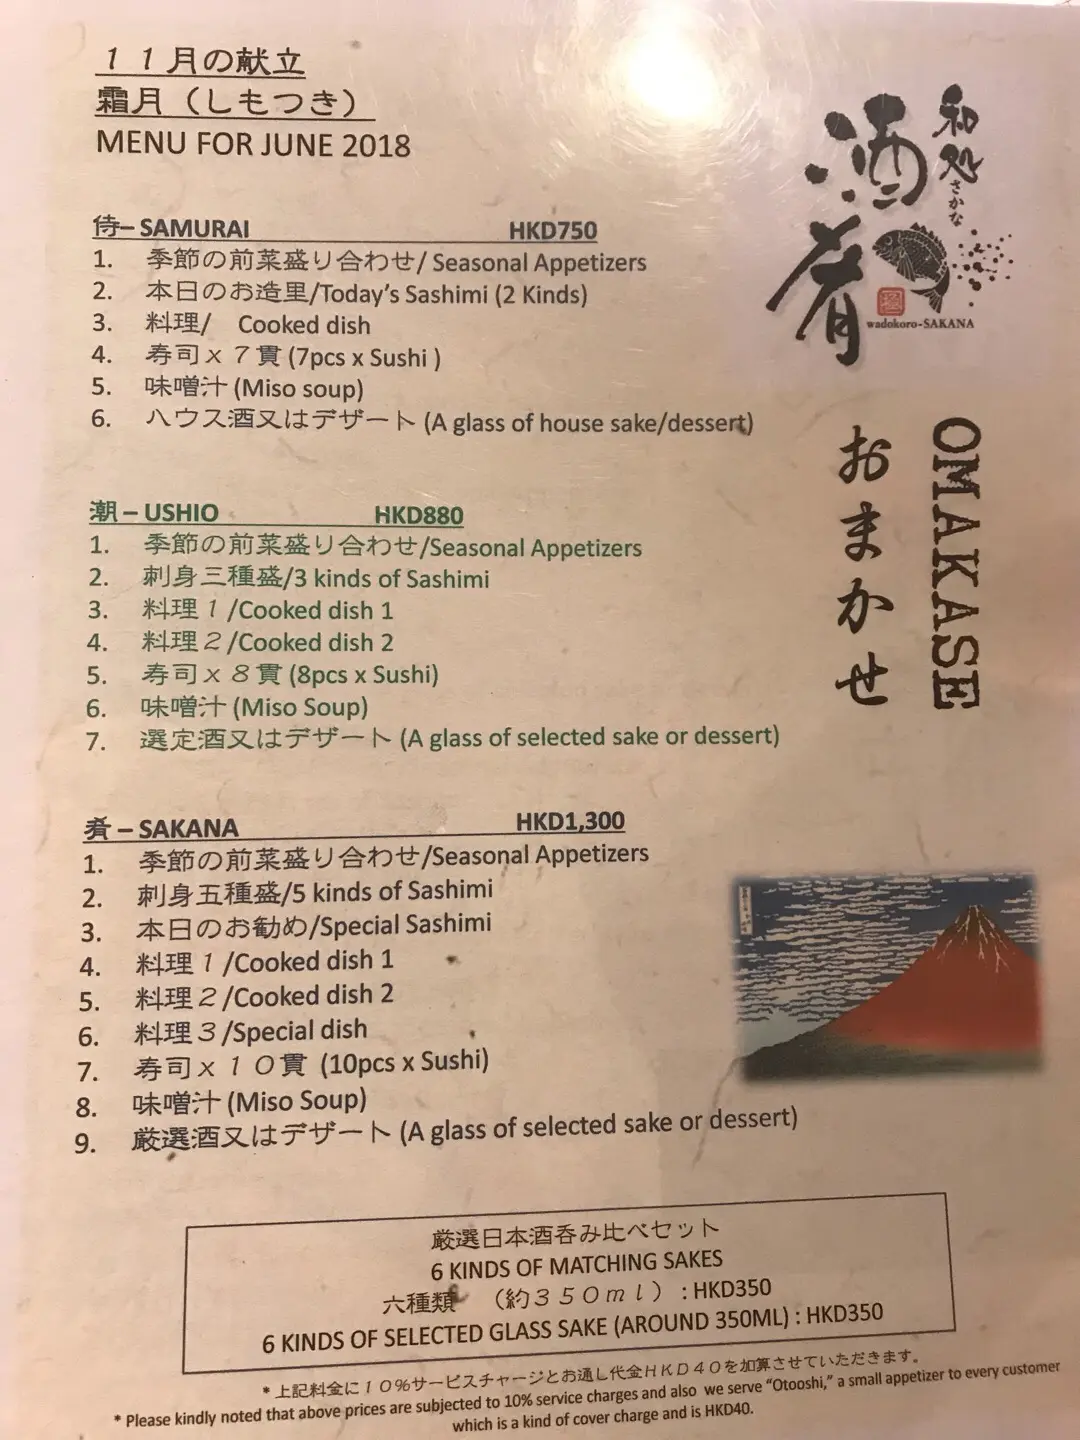 １１月の献立
霜月（しもつき）
MENU FOR JUNE 2018
和処
さかな
酒肴
wadokoro-SAKANA
侍– SAMURAI HKD750
1. 季節の前菜盛り合わせ/ Seasonal Appetizers
2. 本日のお造里/Today's Sashimi (2 Kinds)
3. 料理/ Cooked dish
4. 寿司ｘ７貫 (7pcs x Sushi )
5. 味噌汁 (Miso soup)
6. ハウス酒又はデザート (A glass of house sake/dessert)
OMAKASE
おまかせ
潮 – USHIO HKD880
1. 季節の前菜盛り合わせ/Seasonal Appetizers
2. 刺身三種盛/3 kinds of Sashimi
3. 料理１/Cooked dish 1
4. 料理２/Cooked dish 2
5. 寿司ｘ８貫 (8pcs x Sushi)
6. 味噌汁 (Miso Soup)
7. 選定酒又はデザート (A glass of selected sake or dessert)
肴 – SAKANA HKD1,300
1. 季節の前菜盛り合わせ/Seasonal Appetizers
2. 刺身五種盛/5 kinds of Sashimi
3. 本日のお勧め/Special Sashimi
4. 料理１/Cooked dish 1
5. 料理２/Cooked dish 2
6. 料理３/Special dish
7. 寿司ｘ１０貫 (10pcs x Sushi)
8. 味噌汁 (Miso Soup)
9. 厳選酒又はデザート (A glass of selected sake or dessert)
厳選日本酒呑み比べセット
6 KINDS OF MATCHING SAKES
六種類 （約３５０ｍｌ） : HKD350
6 KINDS OF SELECTED GLASS SAKE (AROUND 350ML) : HKD350
* 上記料金に１０%サービスチャージとお通し代金ＨＫＤ４０を加算させていただきます。
* Please kindly noted that above prices are subjected to 10% service charges and also we serve "Otooshi," a small appetizer to every customer
which is a kind of cover charge and is HKD40.